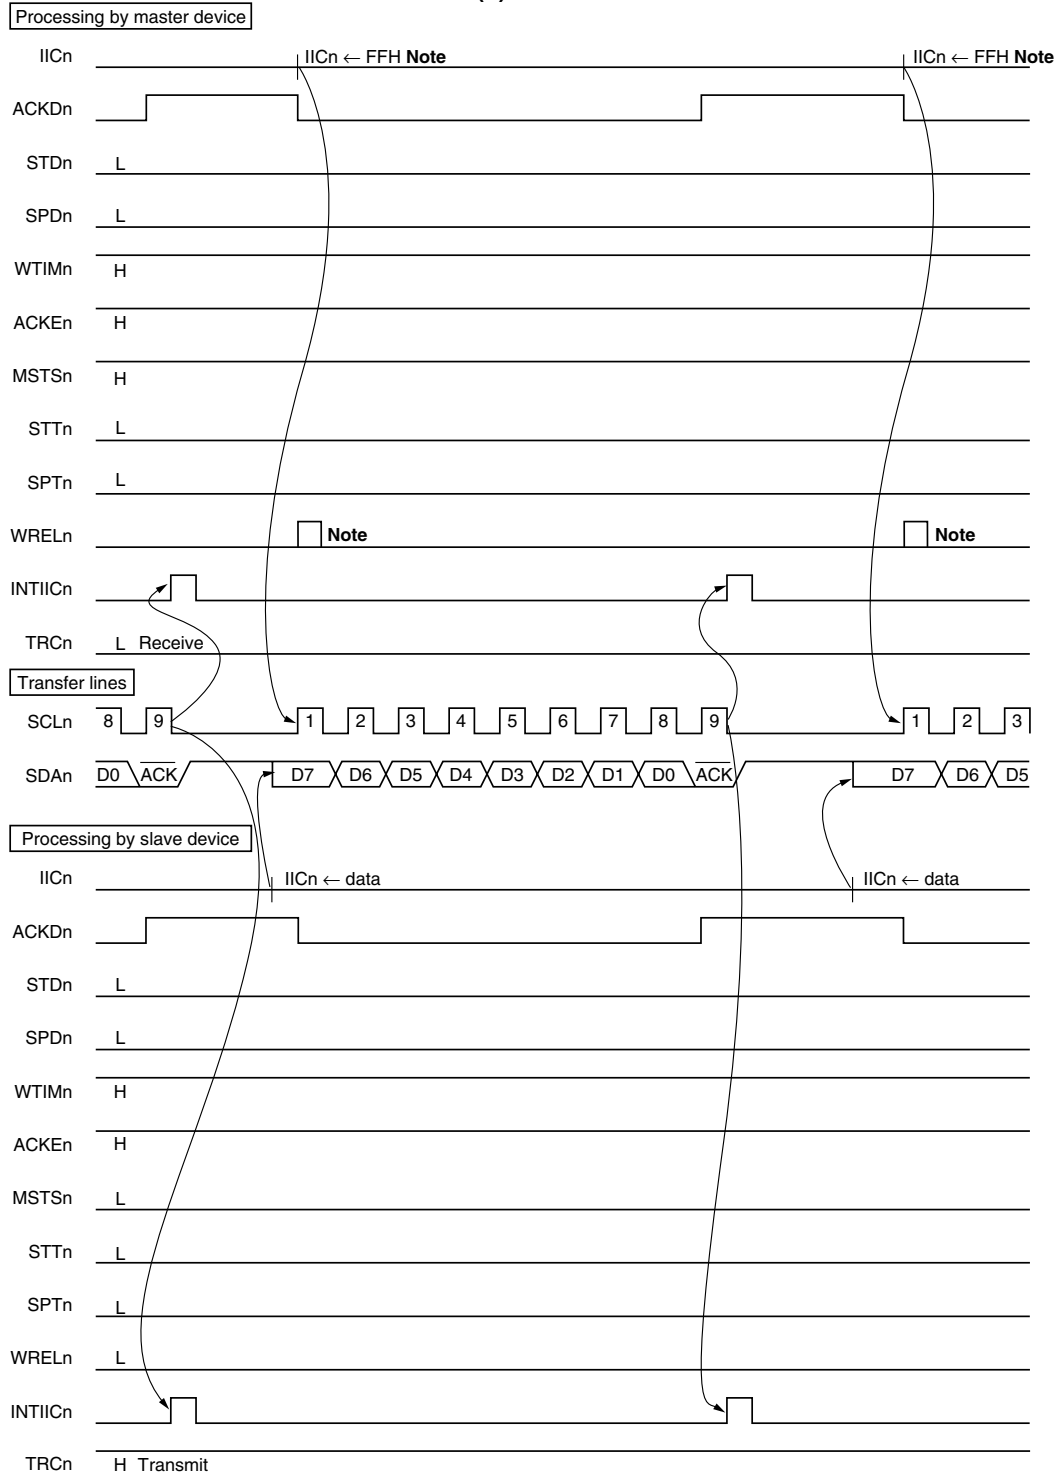 Processing by master device
IICn IICn ← FFH Note IICn ← FFH Note
ACKDn
STDn L
SPDn L
WTIMn H
ACKEn H
MSTSn H
STTn L
SPTn L
WRELn Note Note
INTIICn
TRCn L Receive
Transfer lines
SCLn 8 9 1 2 3 4 5 6 7 8 9 1 2 3
SDAn D0 ACK D7 D6 D5 D4 D3 D2 D1 D0 ACK D7 D6 D5
Processing by slave device
IICn IICn ← data IICn ← data
ACKDn
STDn L
SPDn L
WTIMn H
ACKEn H
MSTSn L
STTn L
SPTn L
WRELn L
INTIICn
TRCn H Transmit